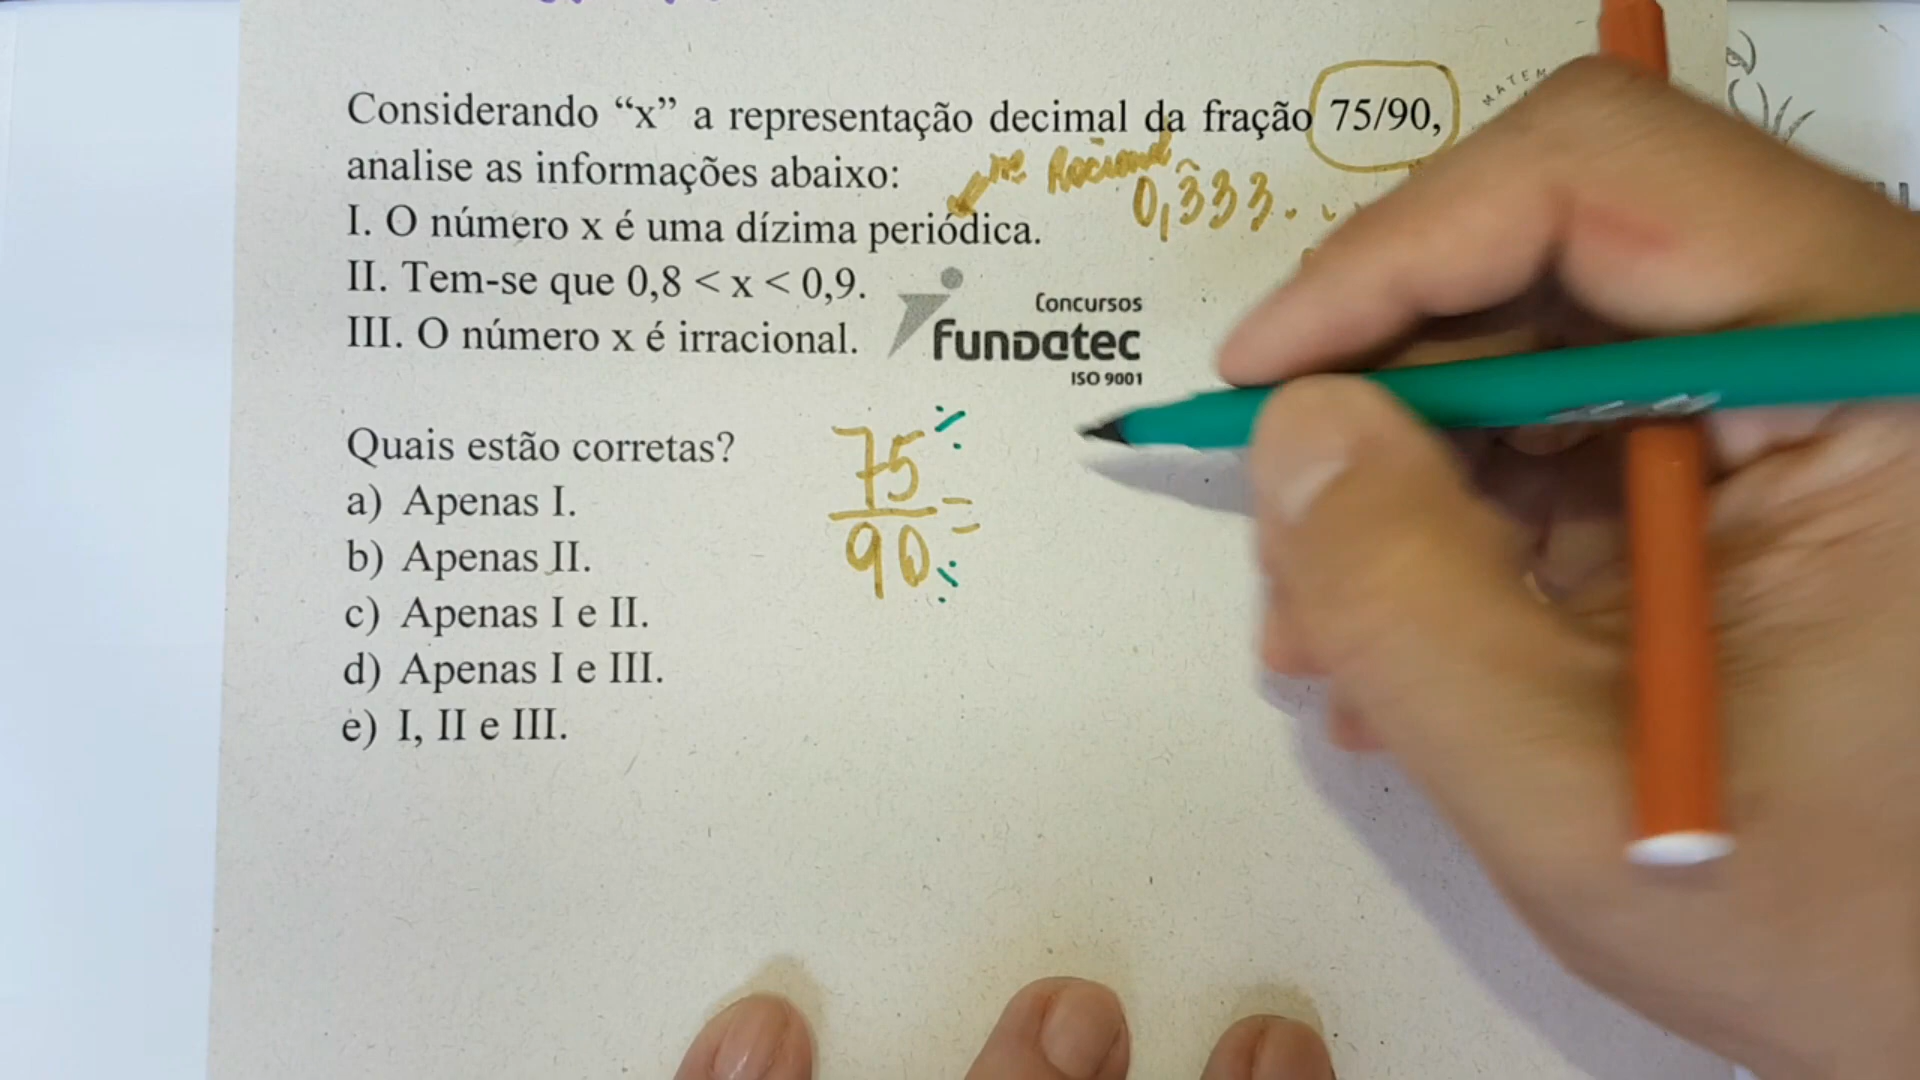 Considerando “x” a representação decimal da fração 75/90,
analise as informações abaixo:
0,333...
I. O número x é uma dízima periódica.
II. Tem-se que 0,8 < x < 0,9.
III. O número x é irracional.
Concursos
FUNDATEC
ISO 9001
Quais estão corretas?
75 ÷
=
90 ÷
a) Apenas I.
b) Apenas II.
c) Apenas I e II.
d) Apenas I e III.
e) I, II e III.